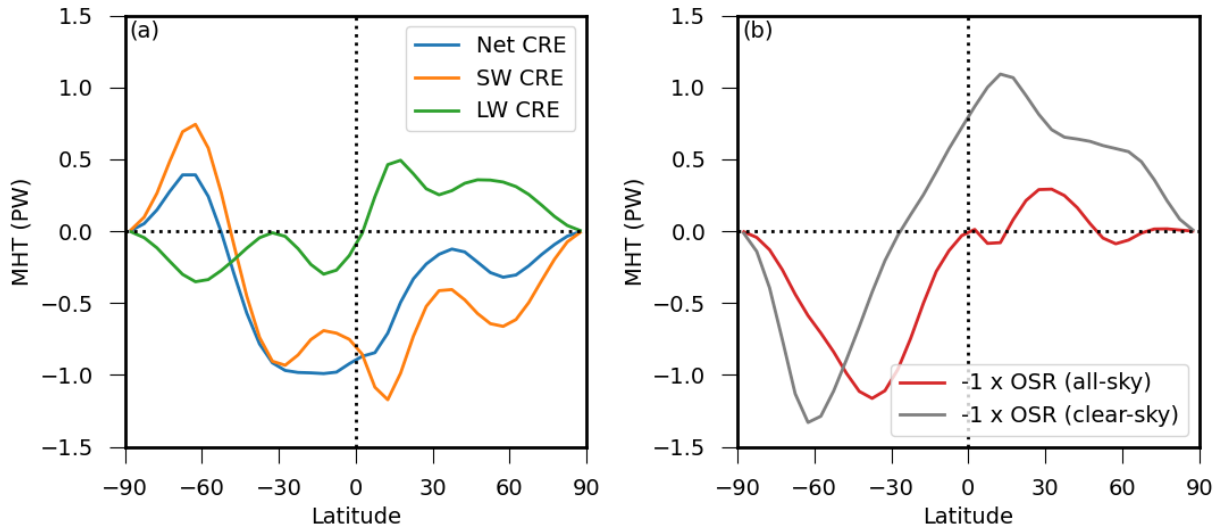 (a)
Net CRE
SW CRE
LW CRE
MHT (PW)
1.5
1.0
0.5
0.0
−0.5
−1.0
−1.5
−90
−60
−30
0
30
60
90
Latitude
(b)
-1 x OSR (all-sky)
-1 x OSR (clear-sky)
MHT (PW)
1.5
1.0
0.5
0.0
−0.5
−1.0
−1.5
−90
−60
−30
0
30
60
90
Latitude